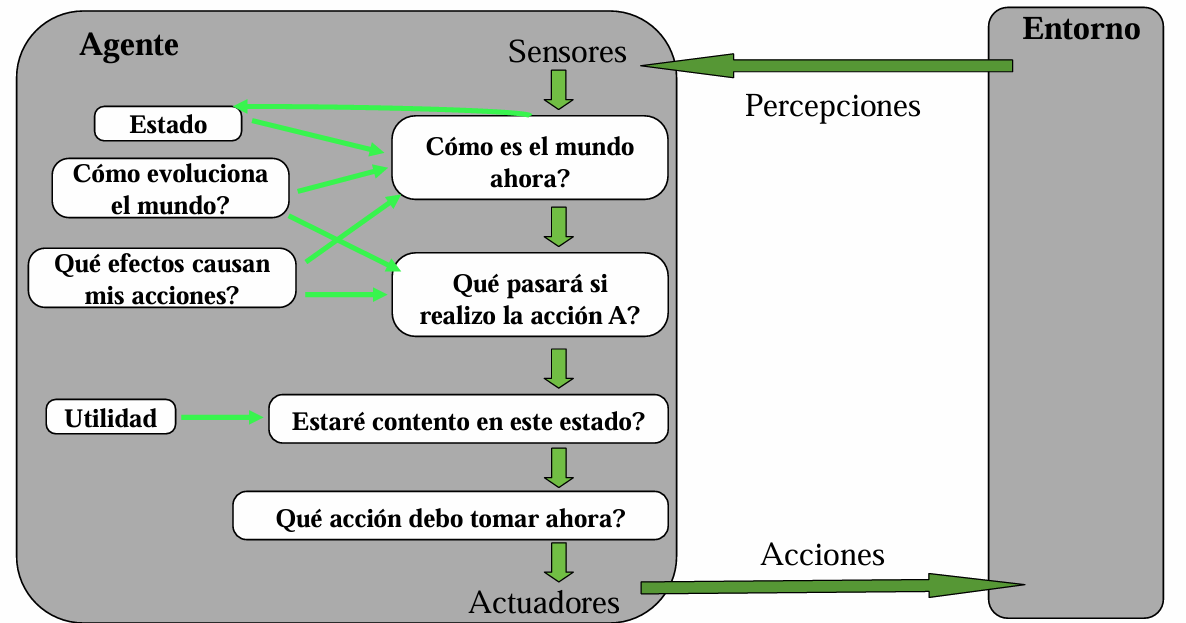 Agente
Sensores
Entorno
Percepciones
Estado
Cómo es el mundo
ahora?
Cómo evoluciona
el mundo?
Qué efectos causan
mis acciones?
Qué pasará si
realizo la acción A?
Utilidad
Estaré contento en este estado?
Qué acción debo tomar ahora?
Acciones
Actuadores